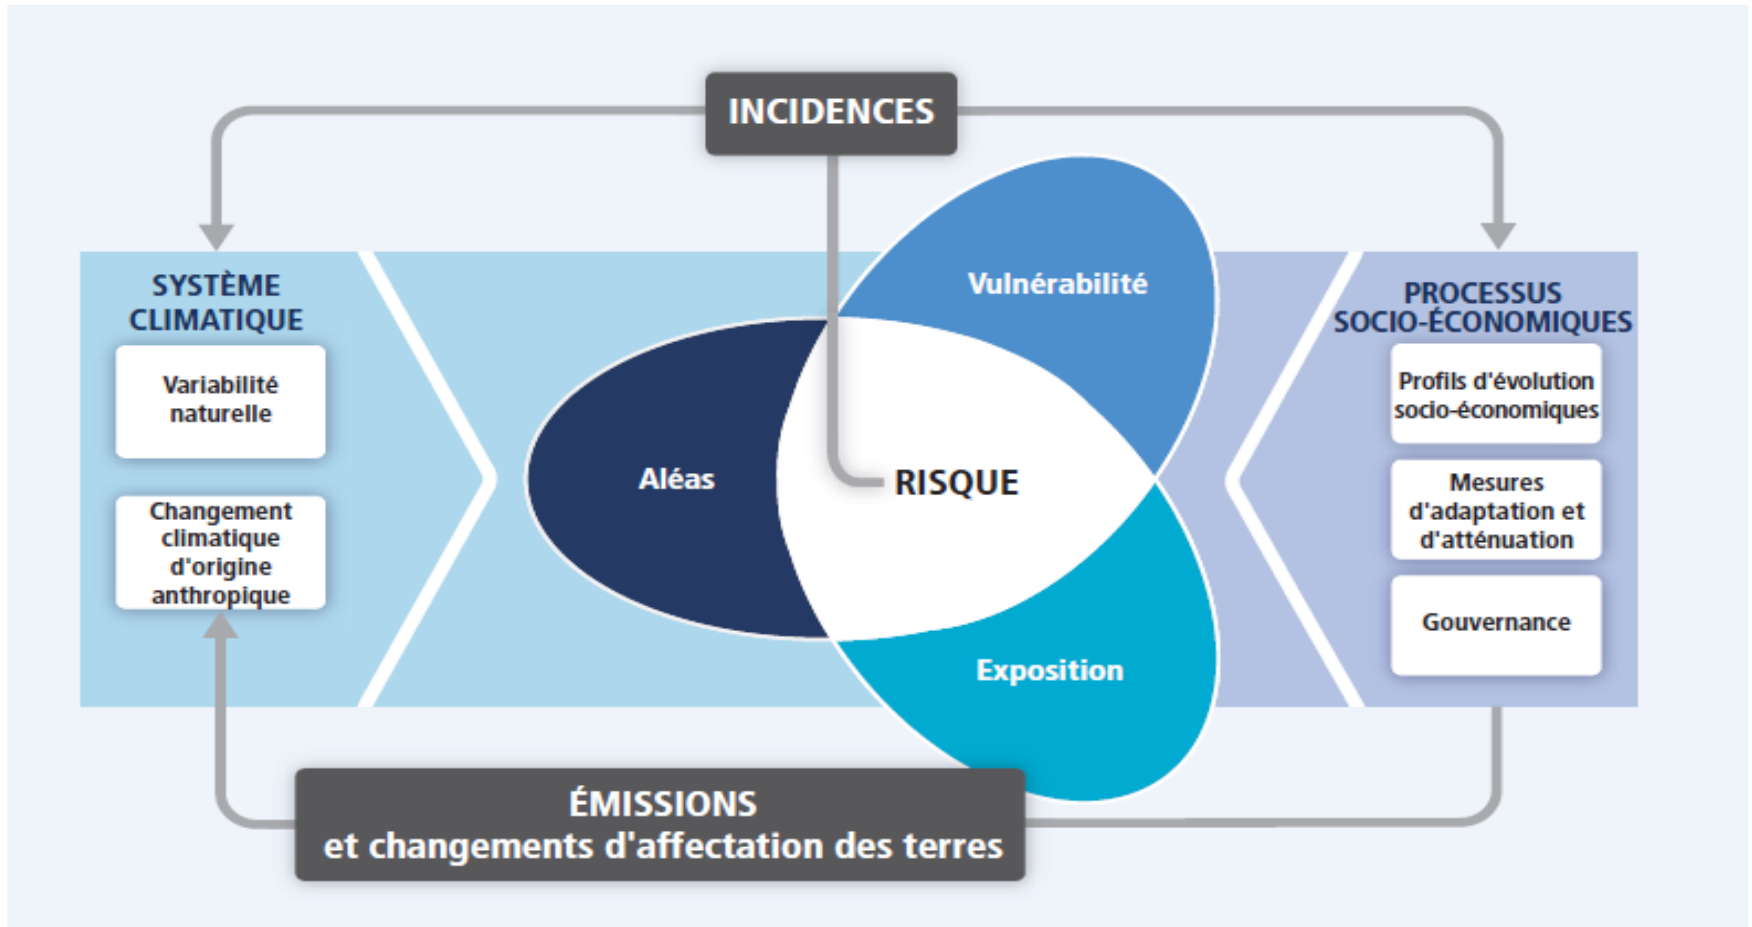 INCIDENCES
SYSTÈME
CLIMATIQUE
Variabilité
naturelle
Changement
climatique
d'origine
anthropique
Vulnérabilité
Aléas
RISQUE
Exposition
PROCESSUS
SOCIO-ÉCONOMIQUES
Profils d'évolution
socio-économiques
Mesures
d'adaptation et
d'atténuation
Gouvernance
ÉMISSIONS
et changements d'affectation des terres